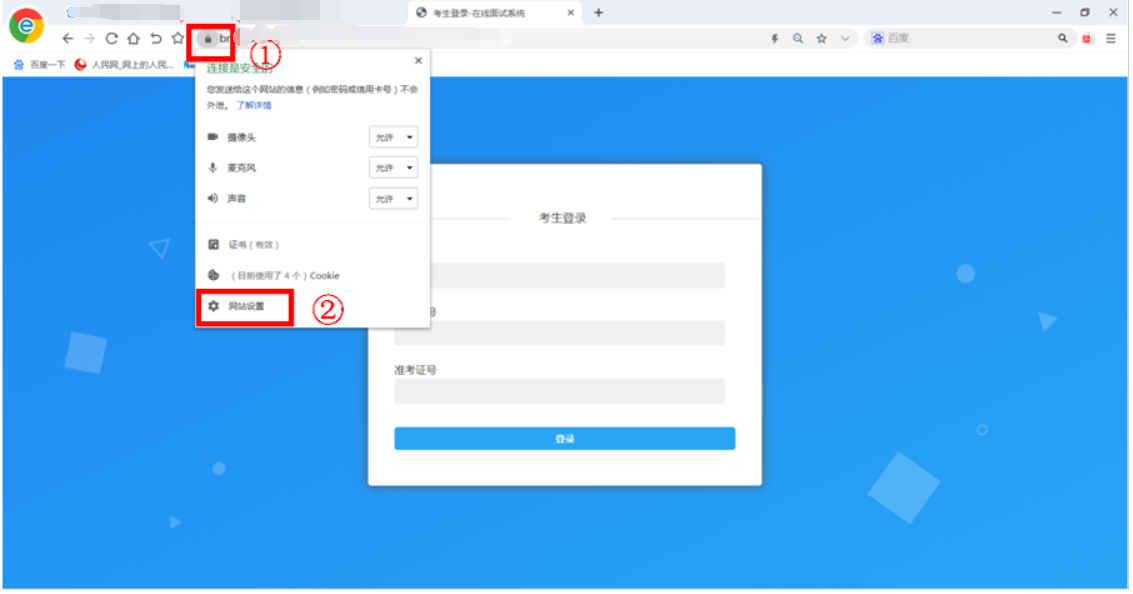 考生登录-在线面试系统
百度
百度一下
人民网_网上的人民...
①
连接是安全的
您发送给这个网站的信息（例如密码或信用卡号）不会
外泄。 了解详情
摄像头 允许
麦克风 允许
声音 允许
证书（有效）
（目前使用了 4 个）Cookie
网站设置
②
考生登录
号
准考证号
登录